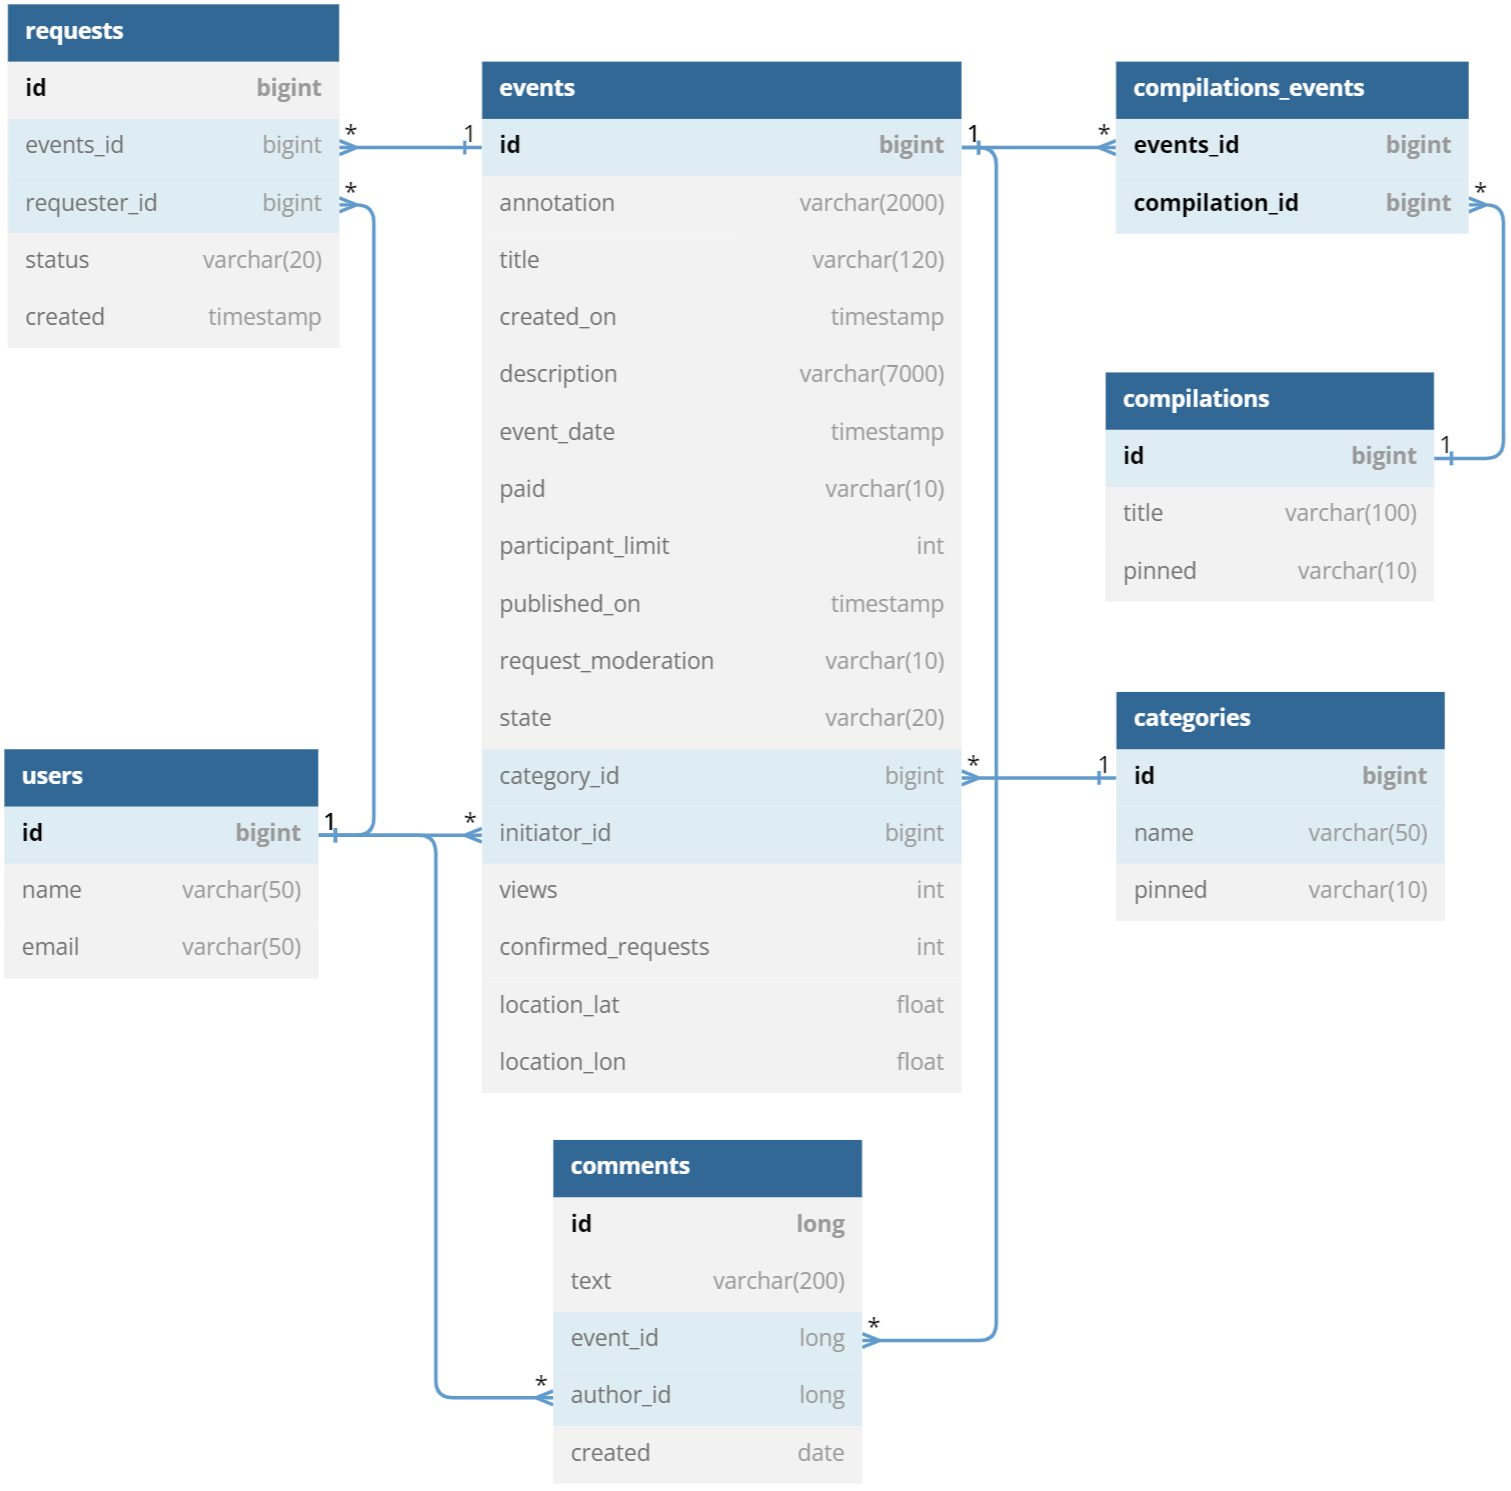 requests
id bigint
events_id bigint
requester_id bigint
status varchar(20)
created timestamp
* 1
*
events
id bigint
annotation varchar(2000)
title varchar(120)
created_on timestamp
description varchar(7000)
event_date timestamp
paid varchar(10)
participant_limit int
published_on timestamp
request_moderation varchar(10)
state varchar(20)
category_id bigint
initiator_id bigint
views int
confirmed_requests int
location_lat float
location_lon float
1 *
compilations_events
events_id bigint
compilation_id bigint
*
compilations
id bigint
title varchar(100)
pinned varchar(10)
1
* 1
categories
id bigint
name varchar(50)
pinned varchar(10)
users
id bigint
name varchar(50)
email varchar(50)
1 *
comments
id long
text varchar(200)
event_id long
author_id long
created date
*
*